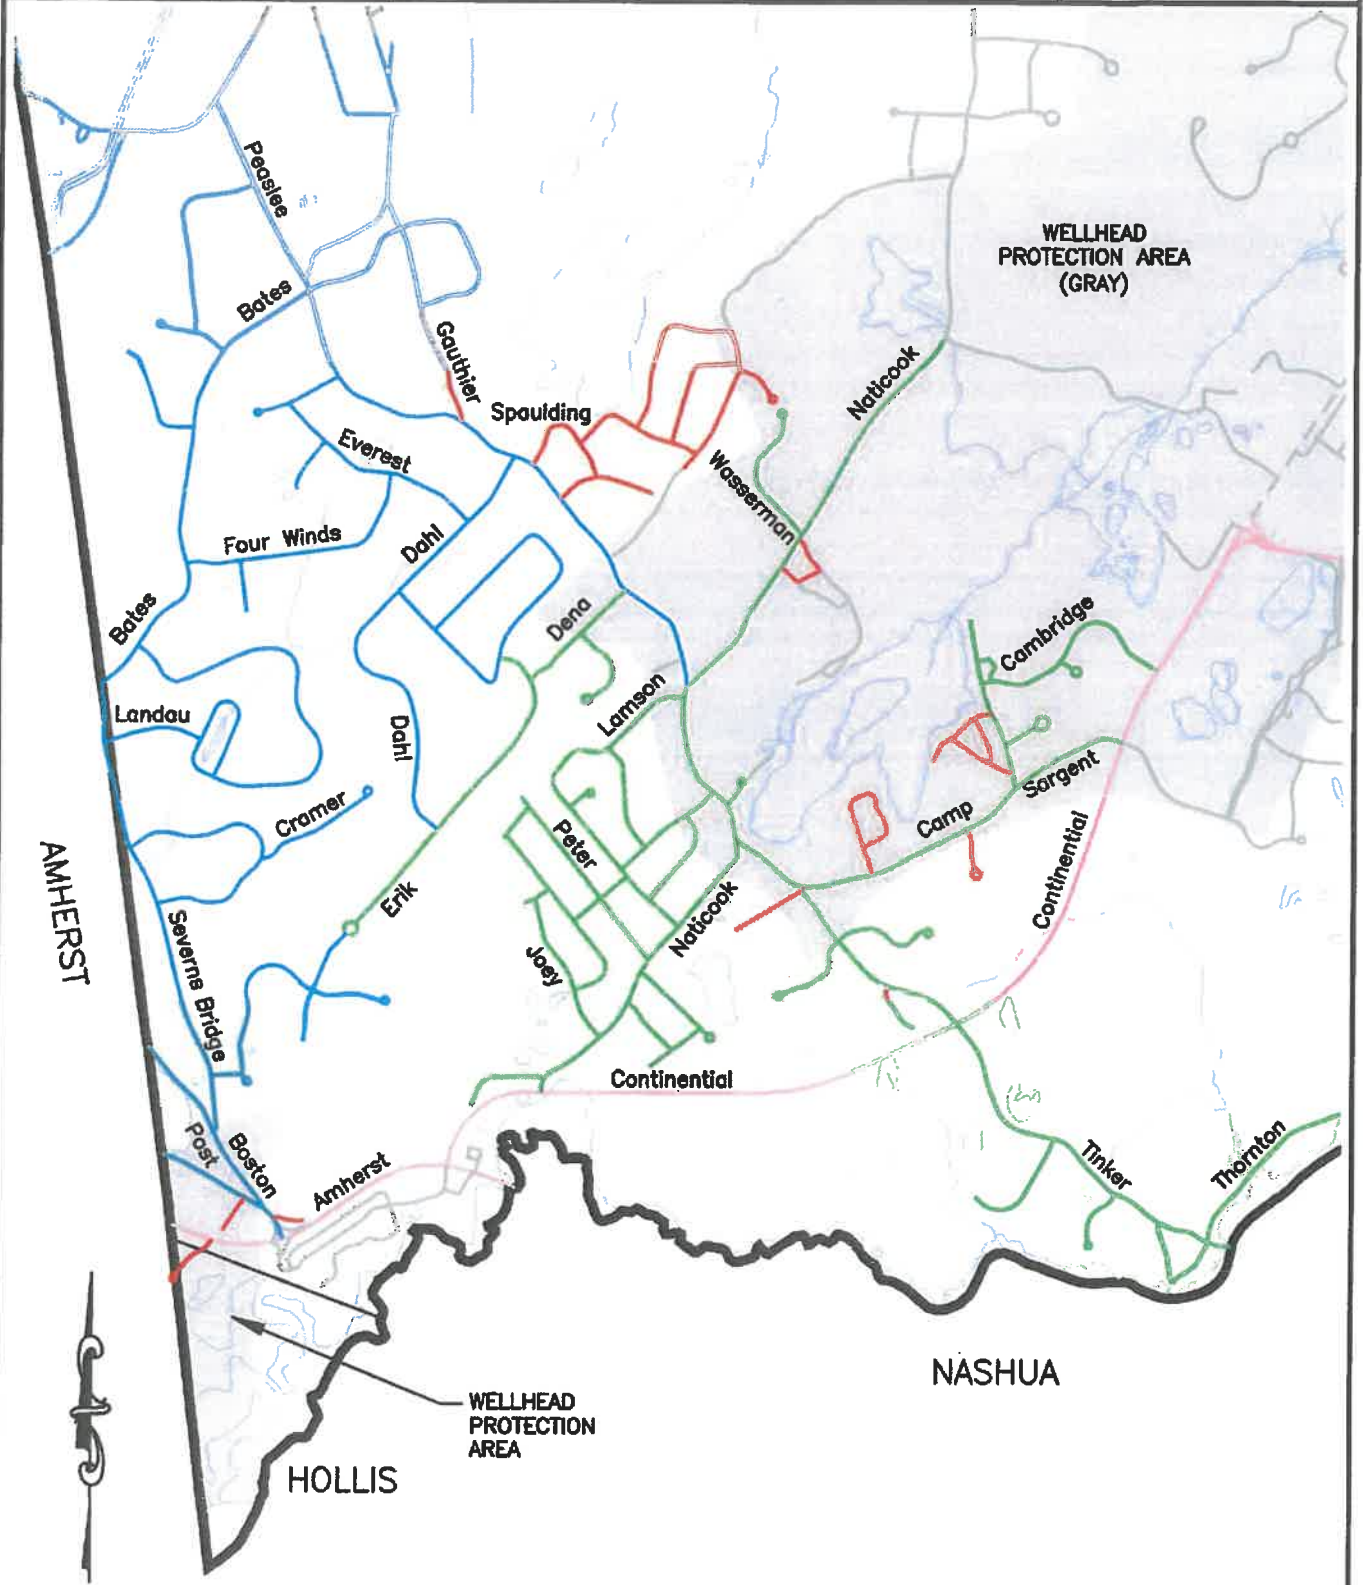 Peaslee
WELLHEAD
PROTECTION AREA
(GRAY)
Bates
Gauthier
Naticook
Spaulding
Everest
Wasserman
Four Winds
Dahl
Bates
Dena
Cambridge
Landau
Lamson
Dahl
Sargent
Cramer
Camp
Peter
Continental
AMHERST
Erik
Naticook
Severns Bridge
Joey
Continential
Post
Boston
Amherst
Tinker
Thornton
NASHUA
WELLHEAD
PROTECTION
AREA
HOLLIS